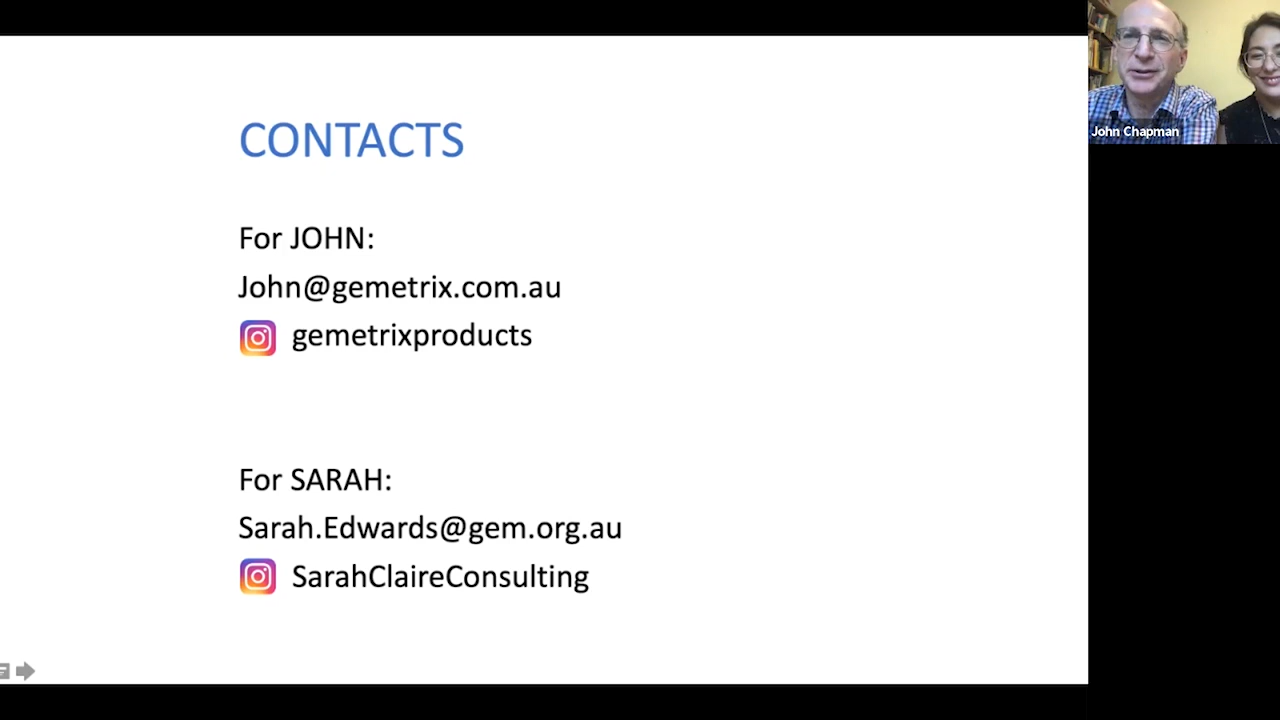 CONTACTS
For JOHN:
John@gemetrix.com.au
gemetrixproducts
For SARAH:
Sarah.Edwards@gem.org.au
SarahClaireConsulting
John Chapman